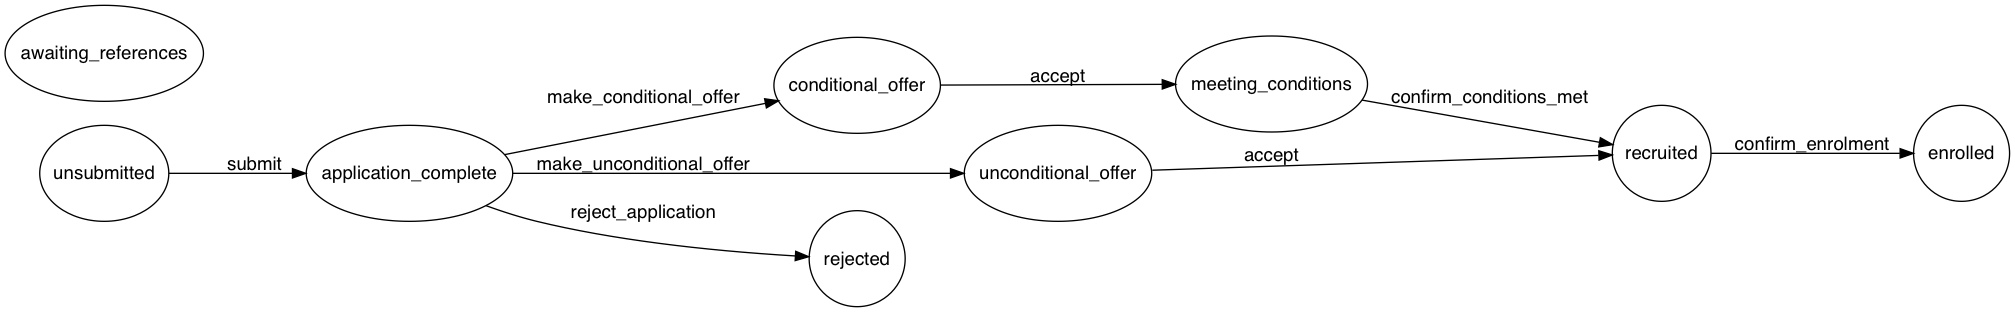 awaiting_references
unsubmitted
submit
application_complete
make_conditional_offer
conditional_offer
accept
meeting_conditions
confirm_conditions_met
make_unconditional_offer
unconditional_offer
accept
recruited
confirm_enrolment
enrolled
reject_application
rejected